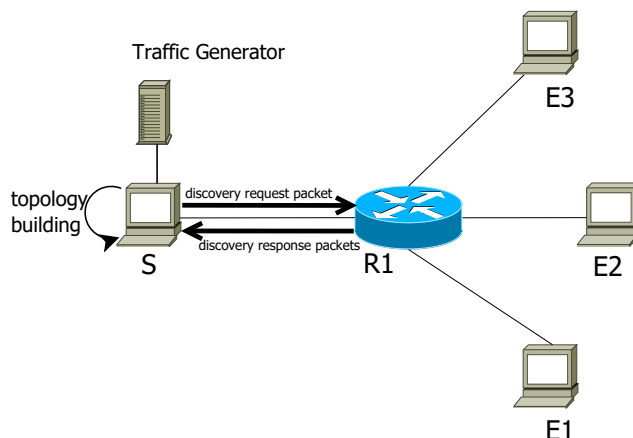 Traffic Generator
E3
topology
building
discovery request packet
discovery response packets
S
R1
E2
E1